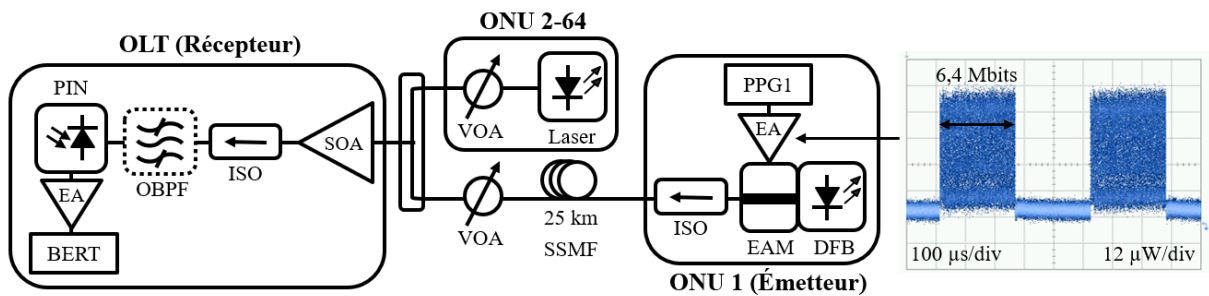 OLT (Récepteur)
PIN
EA
BERT
OBPF
ISO
SOA
ONU 2-64
VOA
Laser
VOA
25 km
SSMF
PPG1
EA
ISO
EAM
DFB
ONU 1 (Émetteur)
6,4 Mbits
100 µs/div
12 µW/div